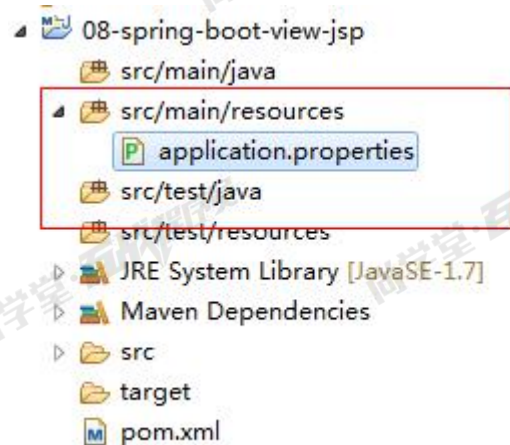 08-spring-boot-view-jsp
src/main/java
src/main/resources
application.properties
src/test/java
src/test/resources
JRE System Library [JavaSE-1.7]
Maven Dependencies
src
target
pom.xml